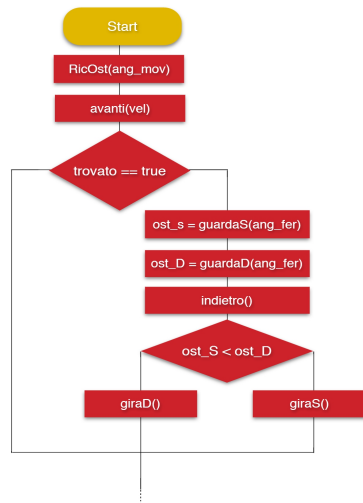 Start
RicOst(ang_mov)
avanti(vel)
trovato == true
ost_s = guardaS(ang_fer)
ost_D = guardaD(ang_fer)
indietro()
ost_S < ost_D
giraD()
giraS()